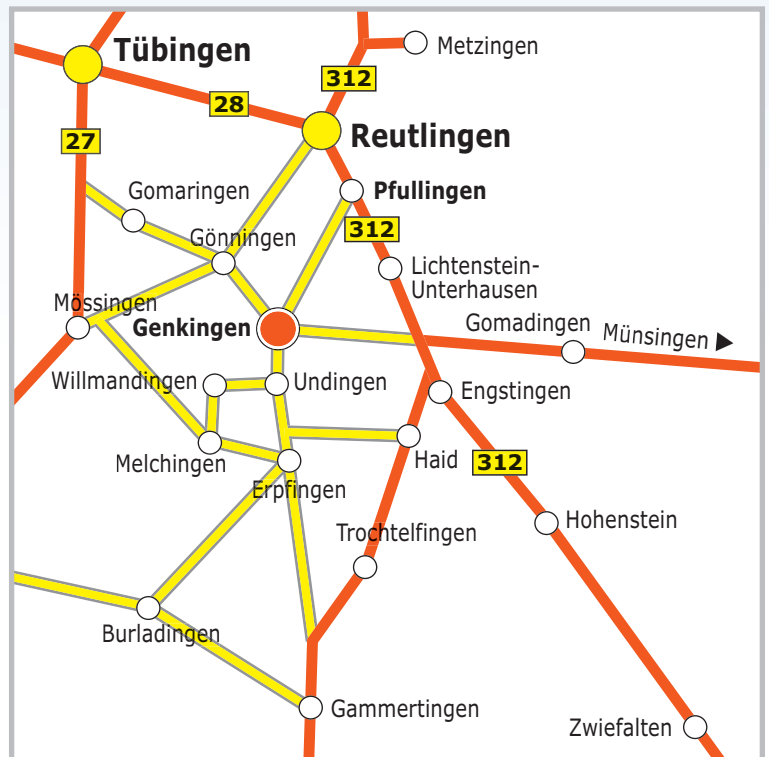 Metzingen
Tübingen
312
28
27
Reutlingen
Gomaringen
Pfullingen
312
Gönningen
Lichtenstein-
Unterhausen
Mössingen
Genkingen
Gomadingen
Münsingen
Willmandingen
Undingen
Engstingen
Melchingen
Haid
312
Erpfingen
Hohenstein
Trochtelfingen
Burladingen
Gammertingen
Zwiefalten